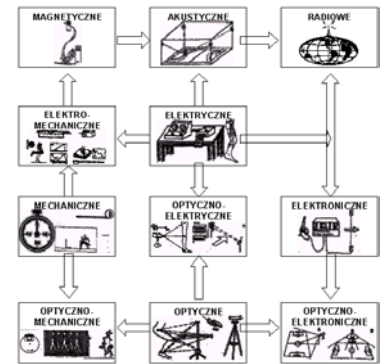 MAGNETYCZNE
AKUSTYCZNE
RADIOWE
ELEKTRO-
MECHANICZNE
ELEKTRYCZNE
MECHANICZNE
OPTYCZNO-
ELEKTRYCZNE
ELEKTRONICZNE
OPTYCZNO-
MECHANICZNE
OPTYCZNE
OPTYCZNO-
ELEKTRONICZNE